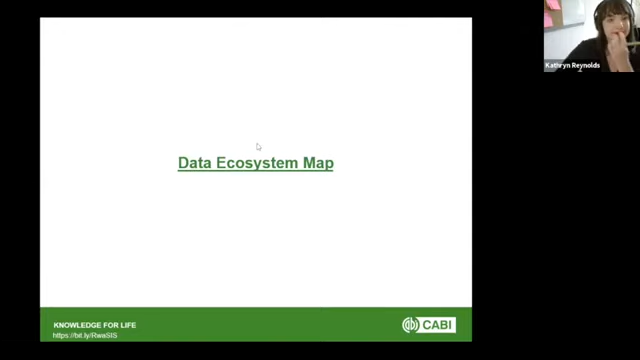 Kathryn Reynolds
Data Ecosystem Map
KNOWLEDGE FOR LIFE
https://bit.ly/RwaSIS
CABI